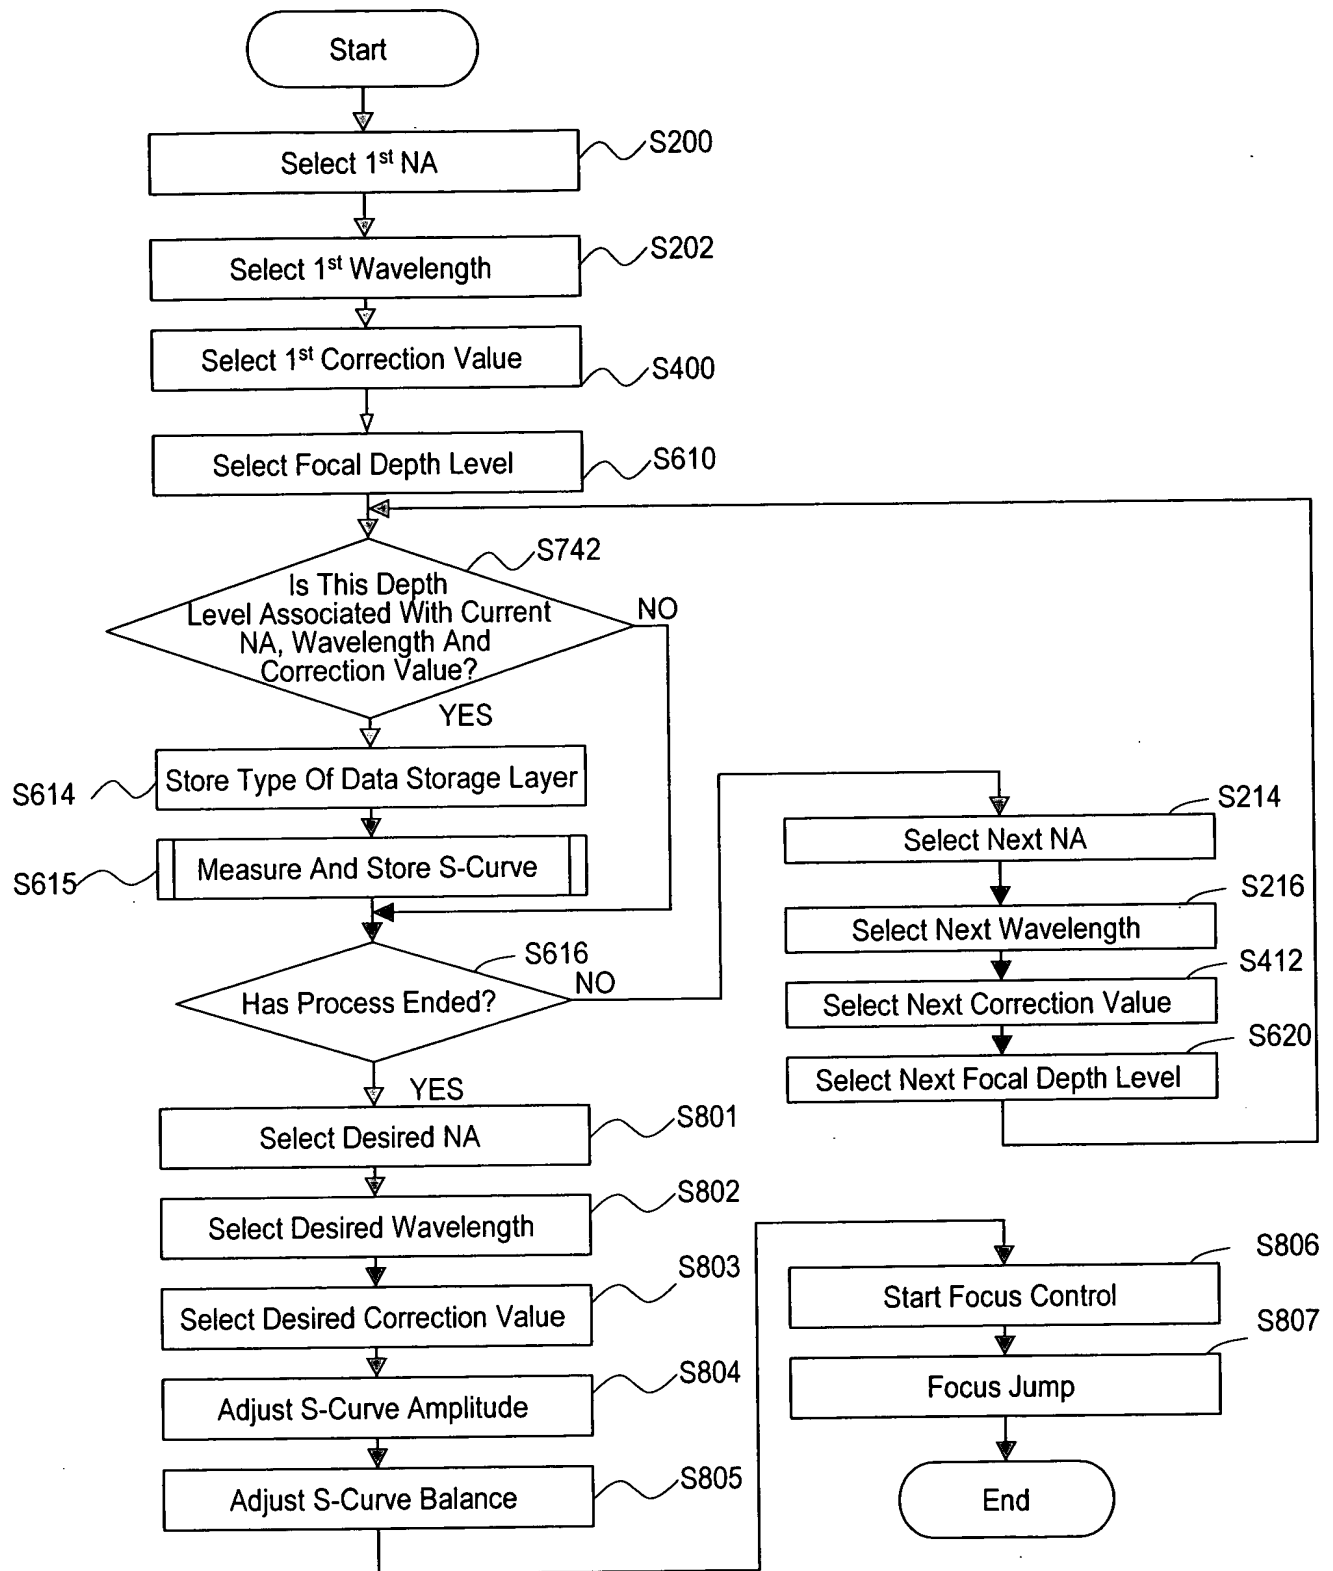 Start
Select 1st NA
S200
Select 1st Wavelength
S202
Select 1st Correction Value
S400
Select Focal Depth Level
S610
S742
Is This Depth
Level Associated With Current
NA, Wavelength And
Correction Value?
NO
YES
S614
Store Type Of Data Storage Layer
S615
Measure And Store S-Curve
S616
Has Process Ended?
NO
YES
S214
Select Next NA
S216
Select Next Wavelength
S412
Select Next Correction Value
S620
Select Next Focal Depth Level
S801
Select Desired NA
S802
Select Desired Wavelength
S803
Select Desired Correction Value
S804
Adjust S-Curve Amplitude
S805
Adjust S-Curve Balance
S806
Start Focus Control
S807
Focus Jump
End